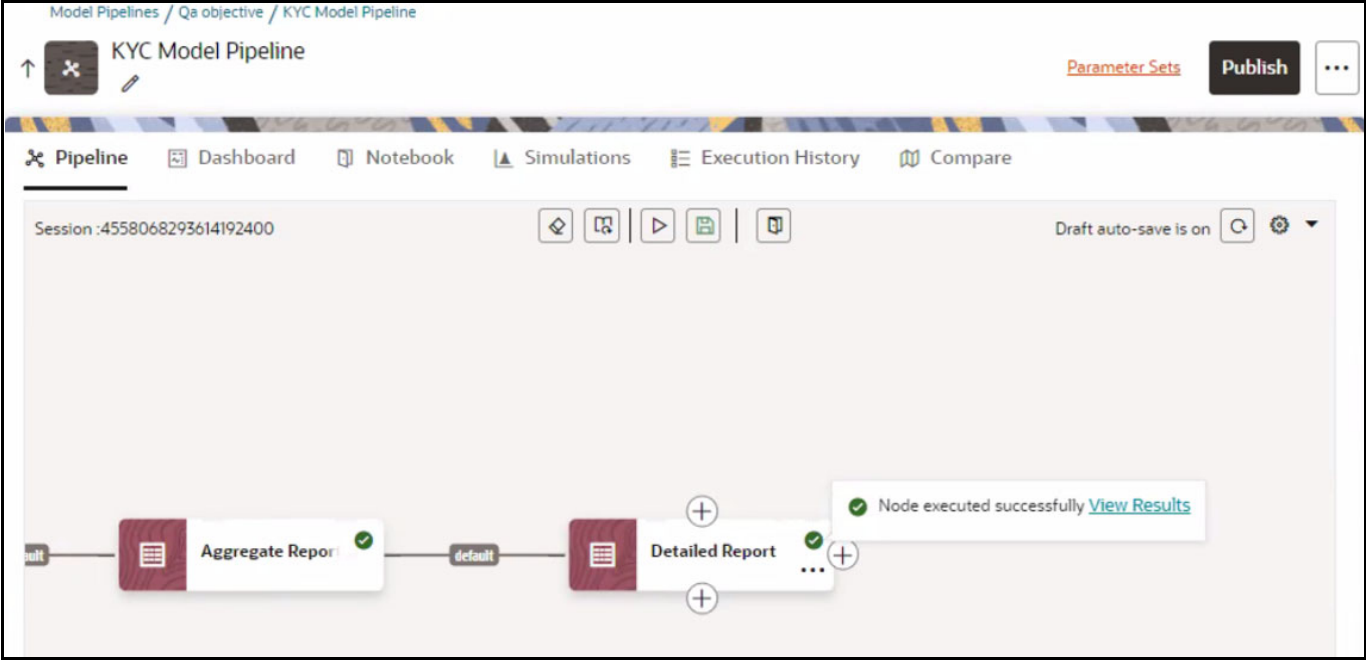 Model Pipelines / Qa objective / KYC Model Pipeline
KYC Model Pipeline
Parameter Sets
Publish
Pipeline
Dashboard
Notebook
Simulations
Execution History
Compare
Session :4558068293614192400
Draft auto-save is on
Node executed successfully View Results
ault
Aggregate Repor
default
Detailed Report